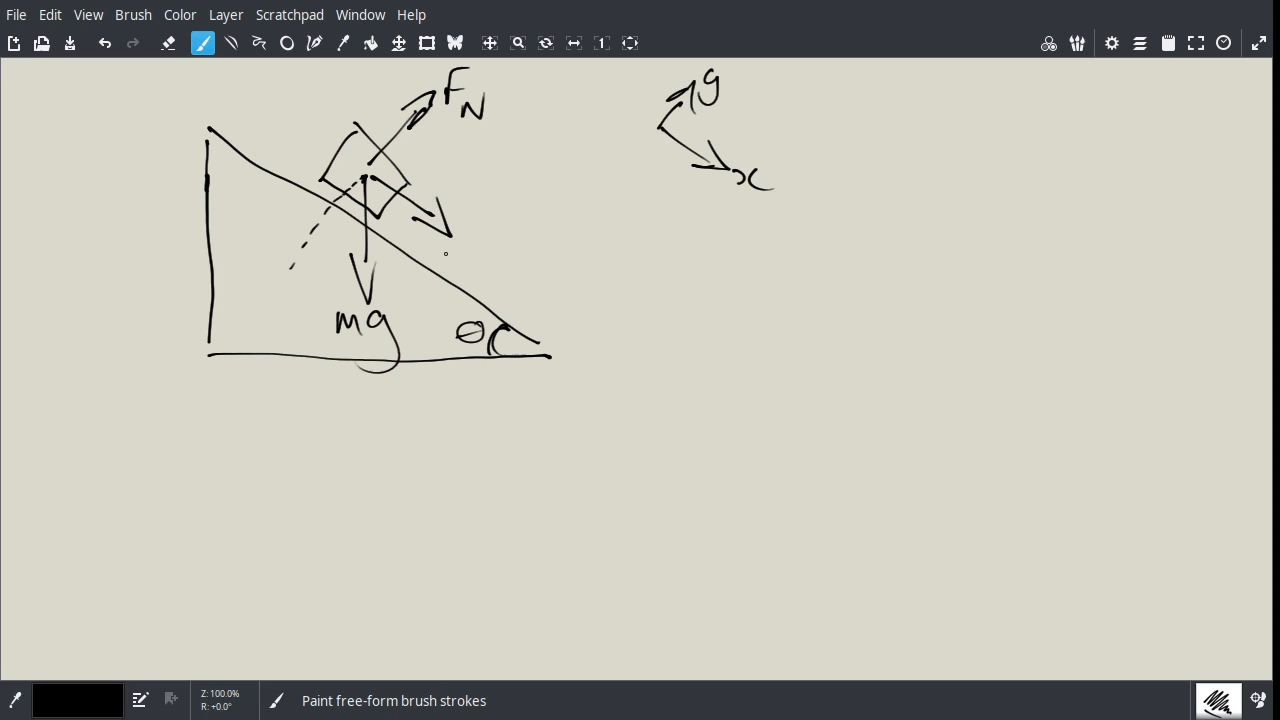 File Edit View Brush Color Layer Scratchpad Window Help
1
F N
y
x
mg
θ
Z: 100.0%
R: +0.0°
Paint free-form brush strokes